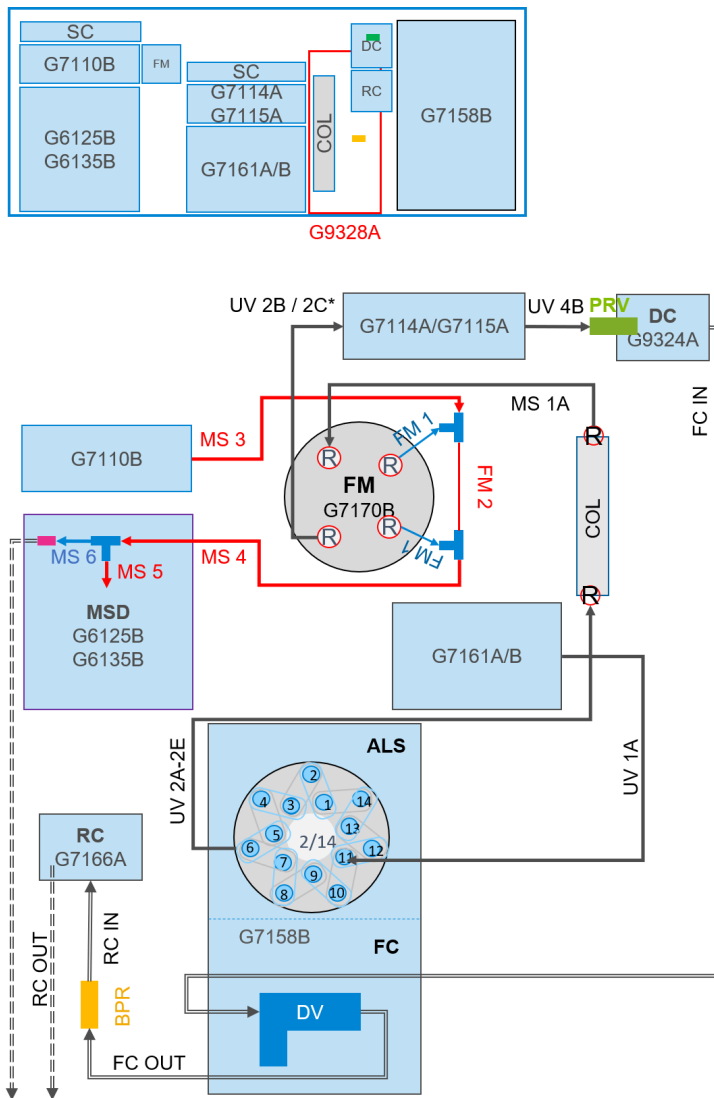 SC
G7110B
FM
G6125B
G6135B
SC
G7114A
G7115A
G7161A/B
COL
DC
RC
G7158B
G9328A
UV 2B / 2C*
G7114A/G7115A
UV 4B
PRV
DC
G9324A
FC IN
MS 1A
G7110B
MS 3
FM 1
R
R
R
FM
G7170B
R
R
FM 1
FM 2
COL
R
MS 6
MS 5
MS 4
MSD
G6125B
G6135B
G7161A/B
UV 2A-2E
UV 1A
ALS
2
4
3
1
14
5
13
6
2/14
7
11
12
9
8
10
RC
G7166A
RC IN
RC OUT
BPR
G7158B
FC
DV
FC OUT